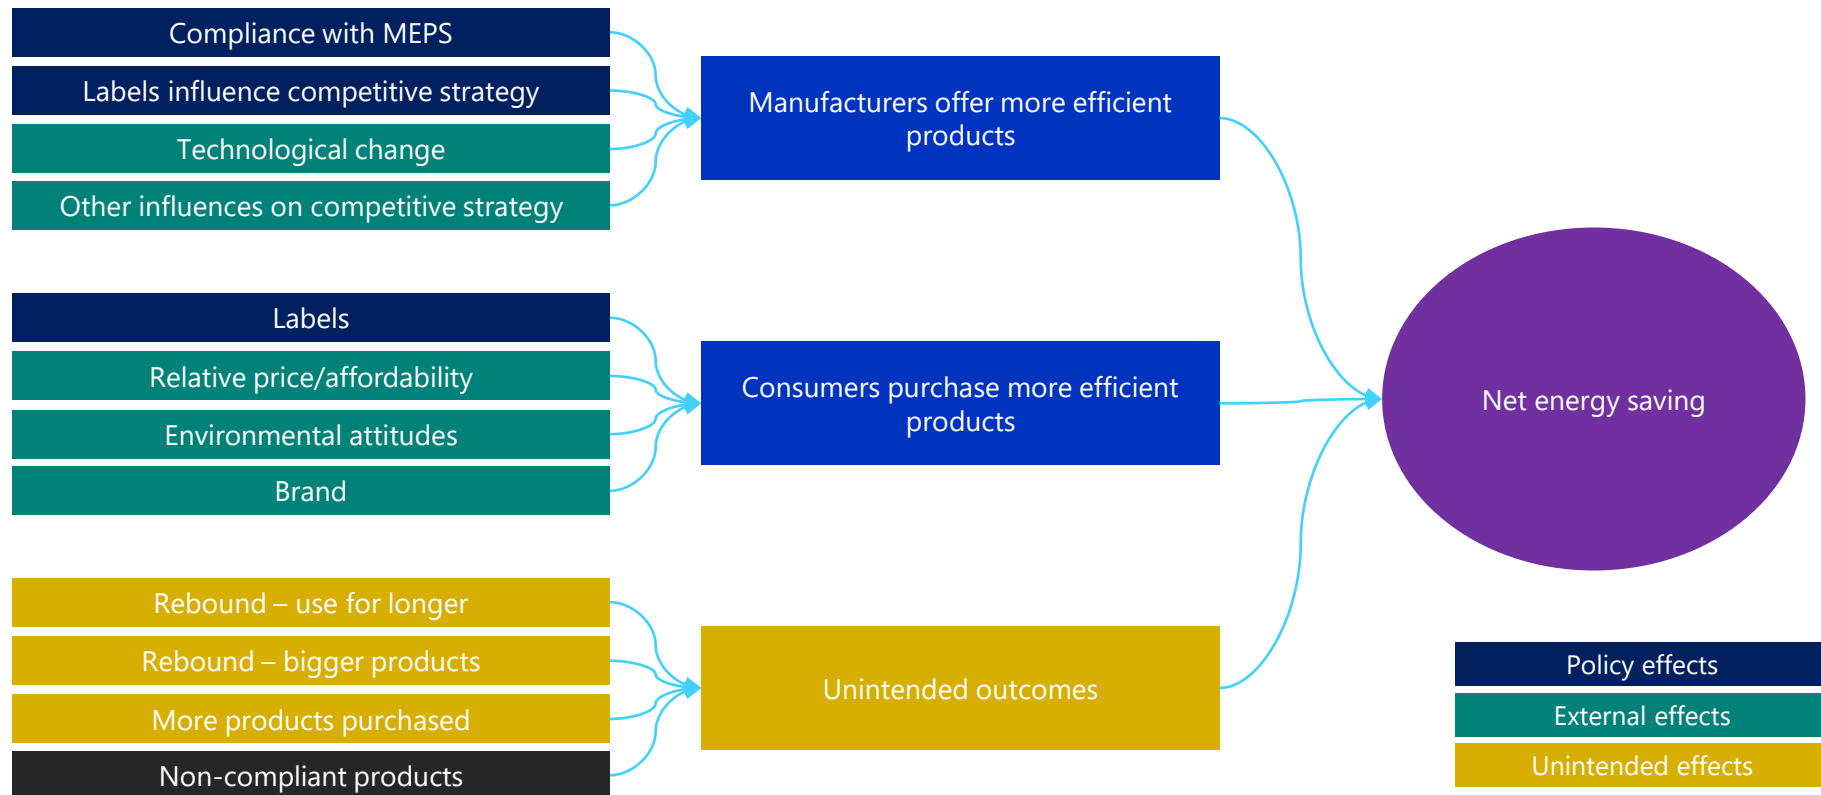 Compliance with MEPS
Labels influence competitive strategy
Technological change
Other influences on competitive strategy
Manufacturers offer more efficient
products
Labels
Relative price/affordability
Environmental attitudes
Brand
Consumers purchase more efficient
products
Net energy saving
Rebound – use for longer
Rebound – bigger products
More products purchased
Non-compliant products
Unintended outcomes
Policy effects
External effects
Unintended effects